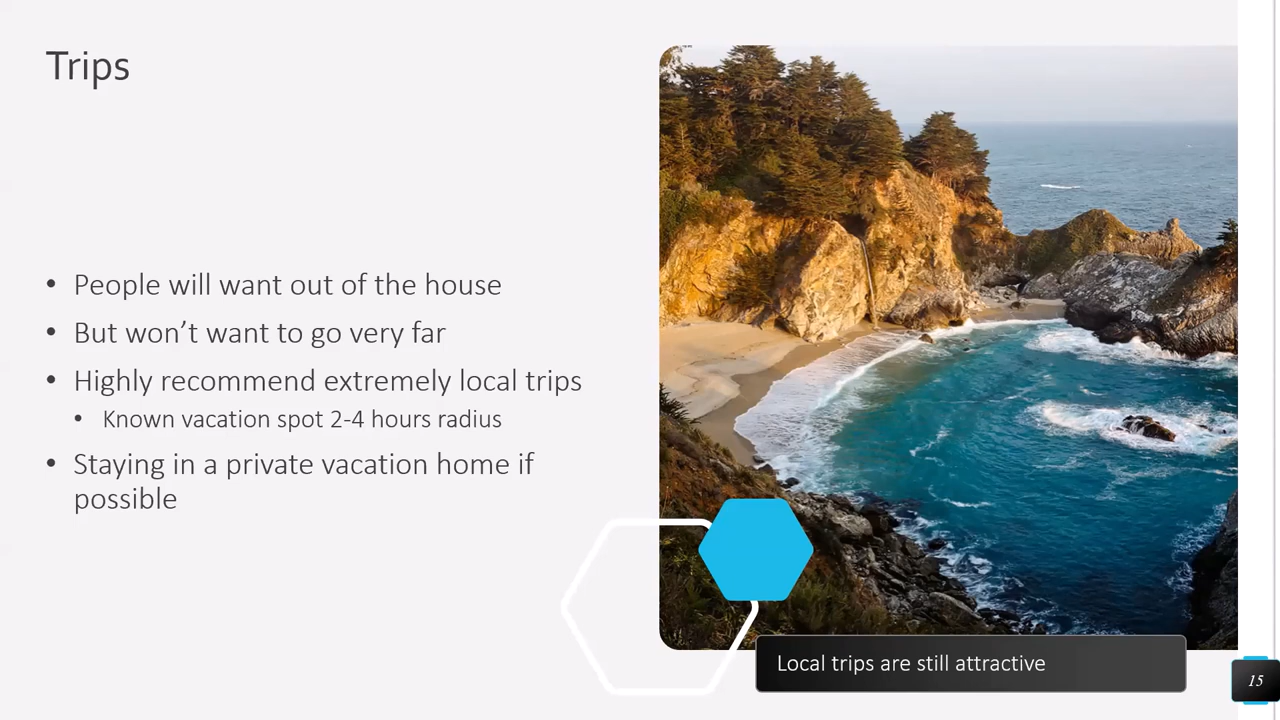 Trips
• People will want out of the house
• But won’t want to go very far
• Highly recommend extremely local trips
• Known vacation spot 2-4 hours radius
• Staying in a private vacation home if
possible
Local trips are still attractive
15